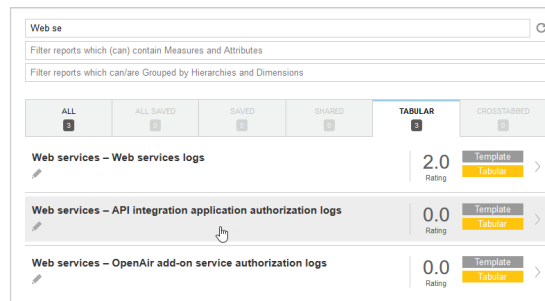 Web se
Filter reports which (can) contain Measures and Attributes
Filter reports which can/are Grouped by Hierarchies and Dimensions
ALL ALL SAVED SAVED SHARED TABULAR CROSSTABBED
3 0 0 0 3 0
Web services – Web services logs
2.0
Rating
Template
Tabular
Web services – API integration application authorization logs
0.0
Rating
Template
Tabular
Web services – OpenAir add-on service authorization logs
0.0
Rating
Template
Tabular